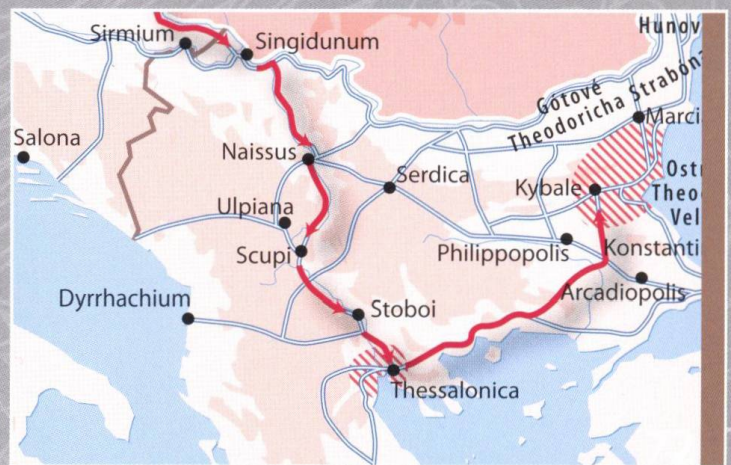 Hunov
Sirmium
Singidunum
Gótové
Theodoricha Strabóna
Marci
Salona
Naissus
Serdica
Kybale
Ostr
Theo
Vel
Ulpiana
Scupi
Philippopolis
Konstanti
Arcadiopolis
Dyrrhachium
Stoboi
Thessalonica